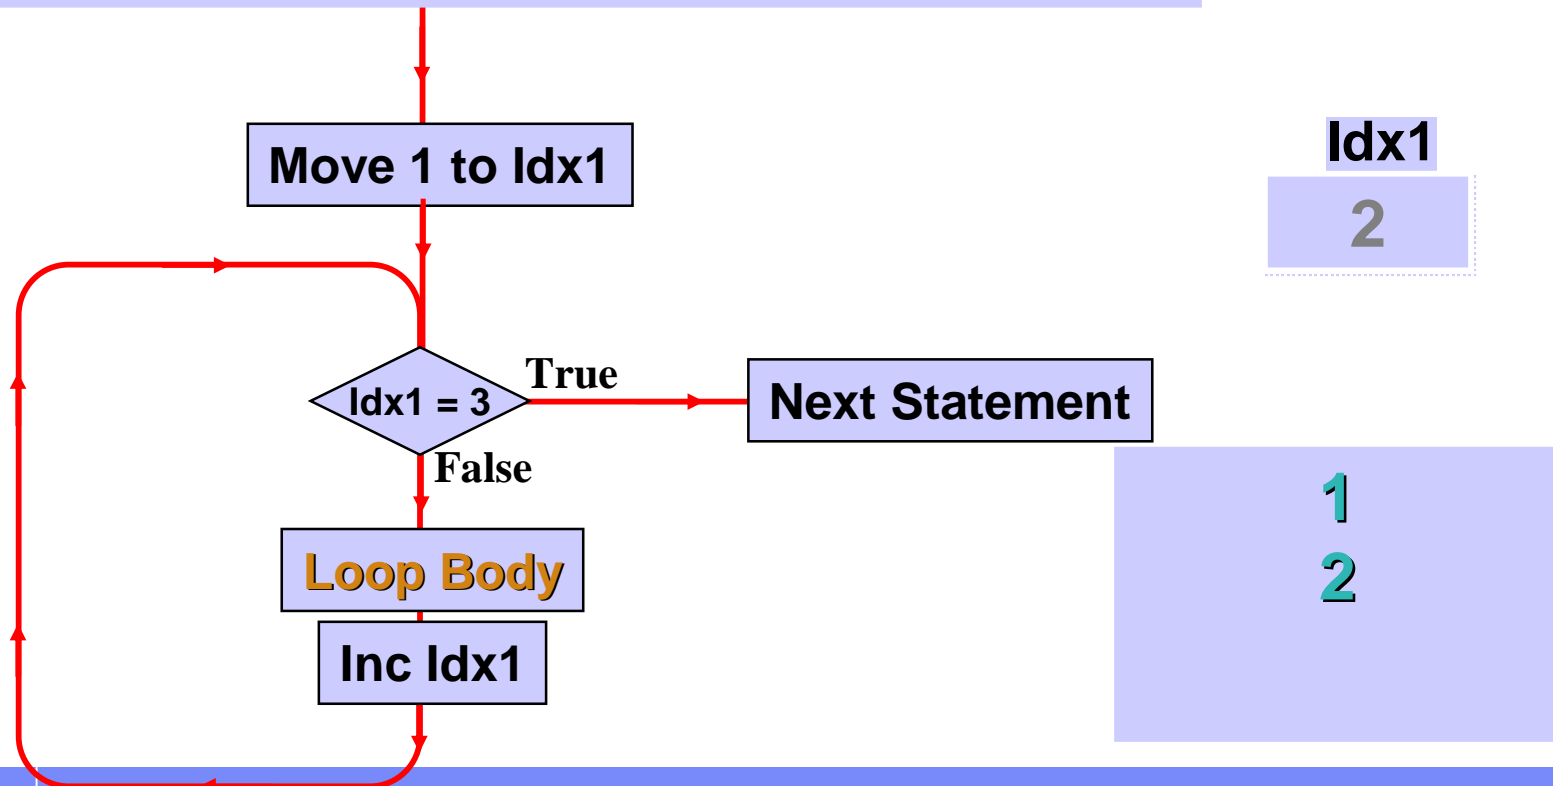 Move 1 to Idx1
Idx1
2
Idx1 = 3
True
Next Statement
False
1
2
Loop Body
Inc Idx1